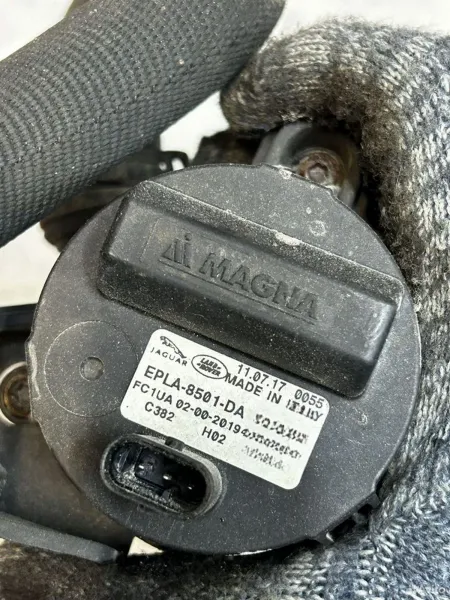 MAGNA
JAGUAR
LAND-
ROVER
11.07.17 0055
MADE IN ITALY
EPLA-8501-DA
FC1UA 02-00-2019
C382 H02